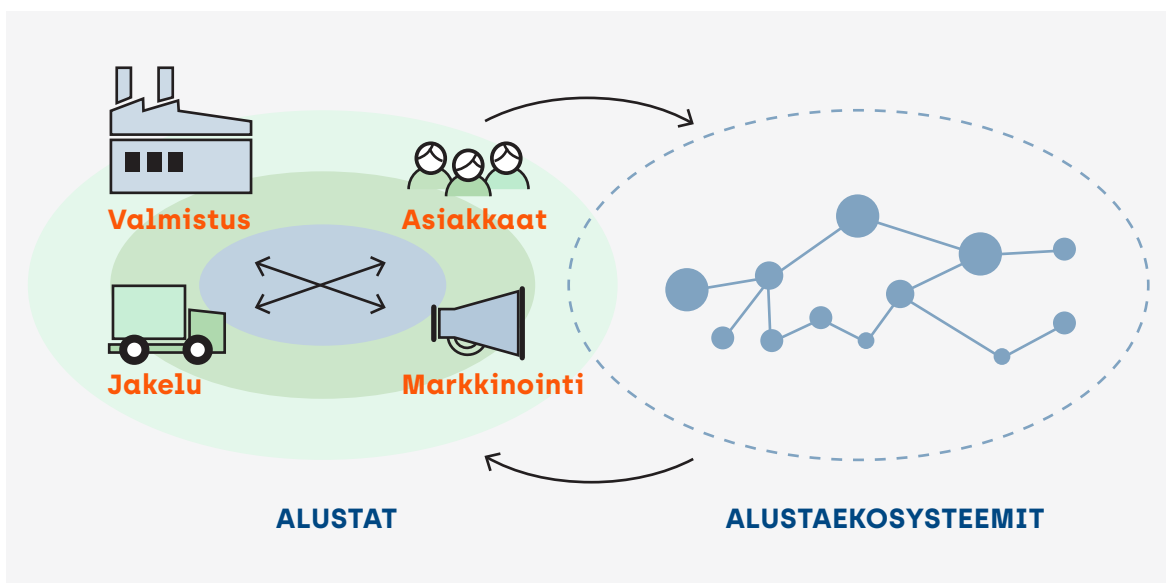 Valmistus
Asiakkaat
Jakelu
Markkinointi
ALUSTAT
ALUSTAEKOSYSTEEMIT